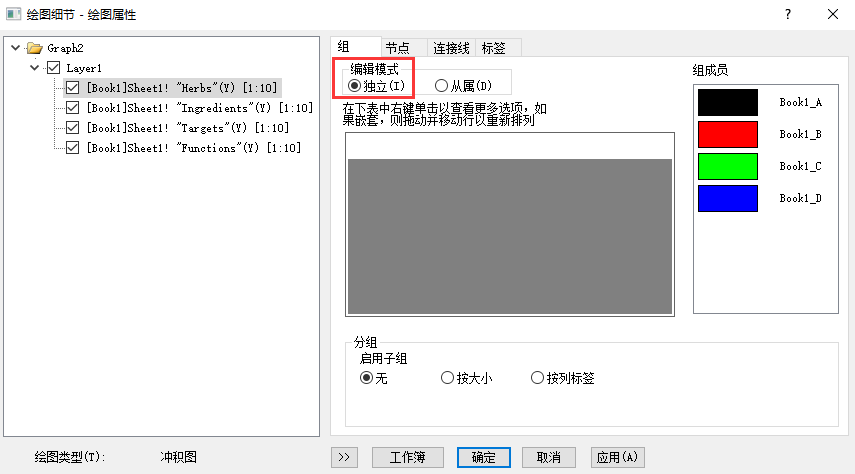 绘图细节 - 绘图属性
?
Graph2
Layer1
[Book1]Sheet1! "Herbs"(Y) [1:10]
[Book1]Sheet1! "Ingredients"(Y) [1:10]
[Book1]Sheet1! "Targets"(Y) [1:10]
[Book1]Sheet1! "Functions"(Y) [1:10]
组 节点 连接线 标签
编辑模式
独立(I) 从属(D)
在下表中右键单击以查看更多选项，如
果嵌套，则拖动并移动行以重新排列
组成员
Book1_A
Book1_B
Book1_C
Book1_D
分组
启用子组
无 按大小 按列标签
绘图类型(T): 冲积图
>> 工作簿 确定 取消 应用(A)